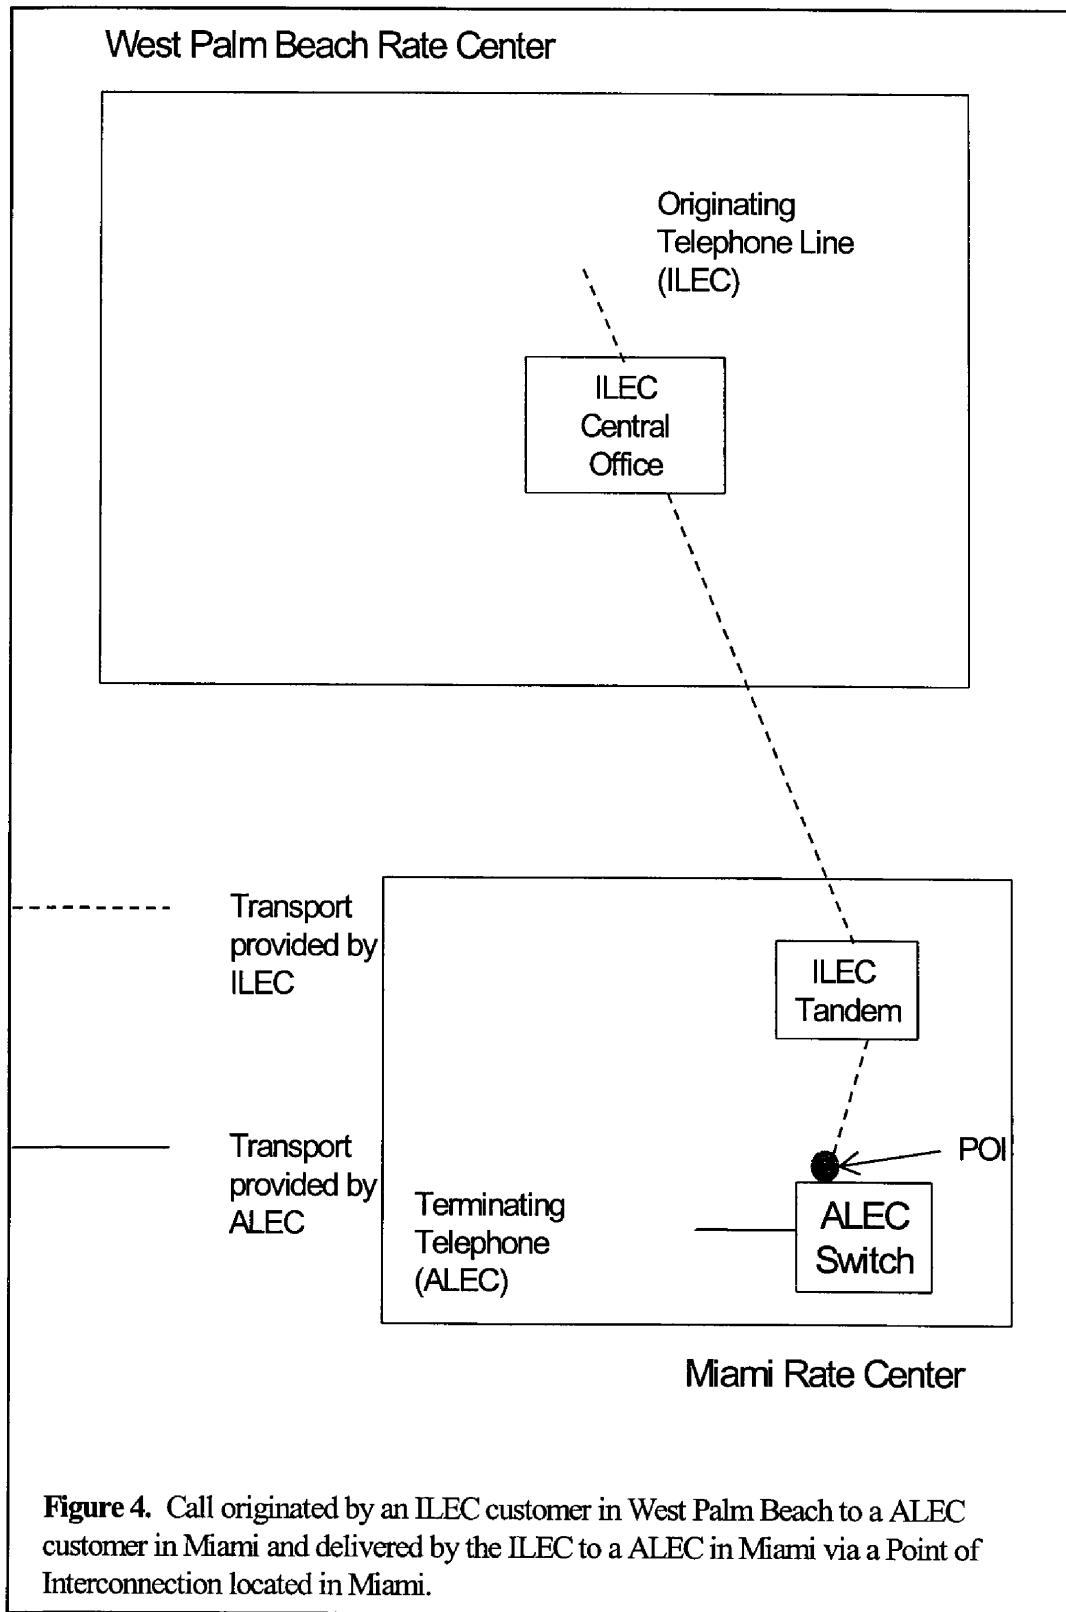 West Palm Beach Rate Center
Originating
Telephone Line
(ILEC)
ILEC
Central
Office
Transport
provided by
ILEC
ILEC
Tandem
POI
Transport
provided by
ALEC
Terminating
Telephone
(ALEC)
ALEC
Switch
Miami Rate Center
Figure 4. Call originated by an ILEC customer in West Palm Beach to a ALEC
customer in Miami and delivered by the ILEC to a ALEC in Miami via a Point of
Interconnection located in Miami.